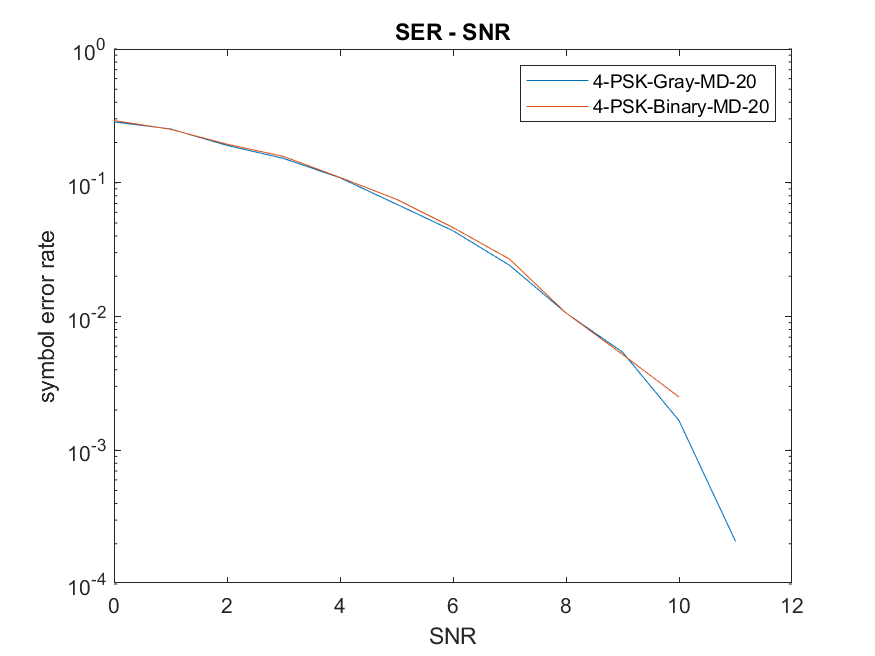 SER - SNR
4-PSK-Gray-MD-20
4-PSK-Binary-MD-20
symbol error rate
10^0
10^-1
10^-2
10^-3
10^-4
0 2 4 6 8 10 12
SNR